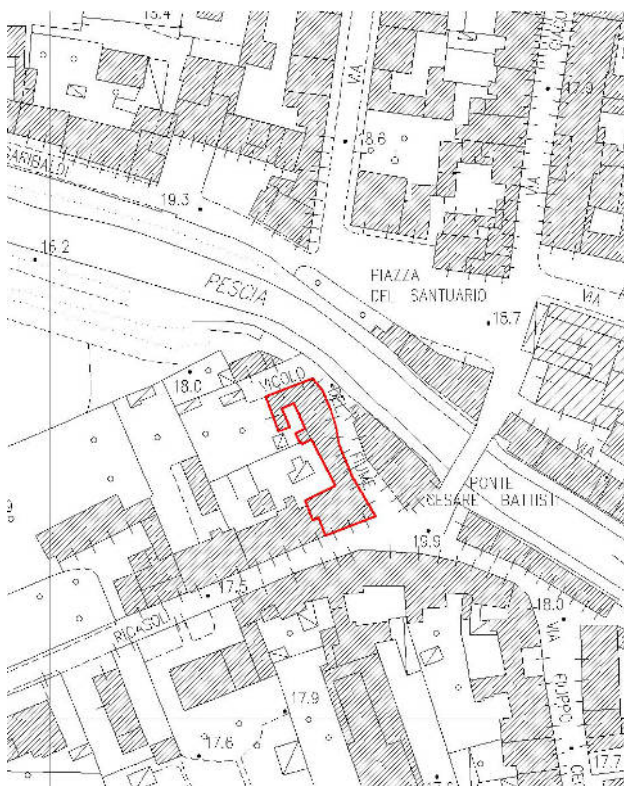 15.4
VIA
GIACO
17.9
18.6
VIA
GARIBALDI
19.3
16.2
PESCIA
PIAZZA
DEL SANTUARIO
VIA
16.7
18.0
VICOLO
DEL
FIUME
VIA
PONTE
CESARE BATTISTI
19.9
17.5
RICASOLI
18.0
VIA
FILIPPO
17.9
17.6
17.7